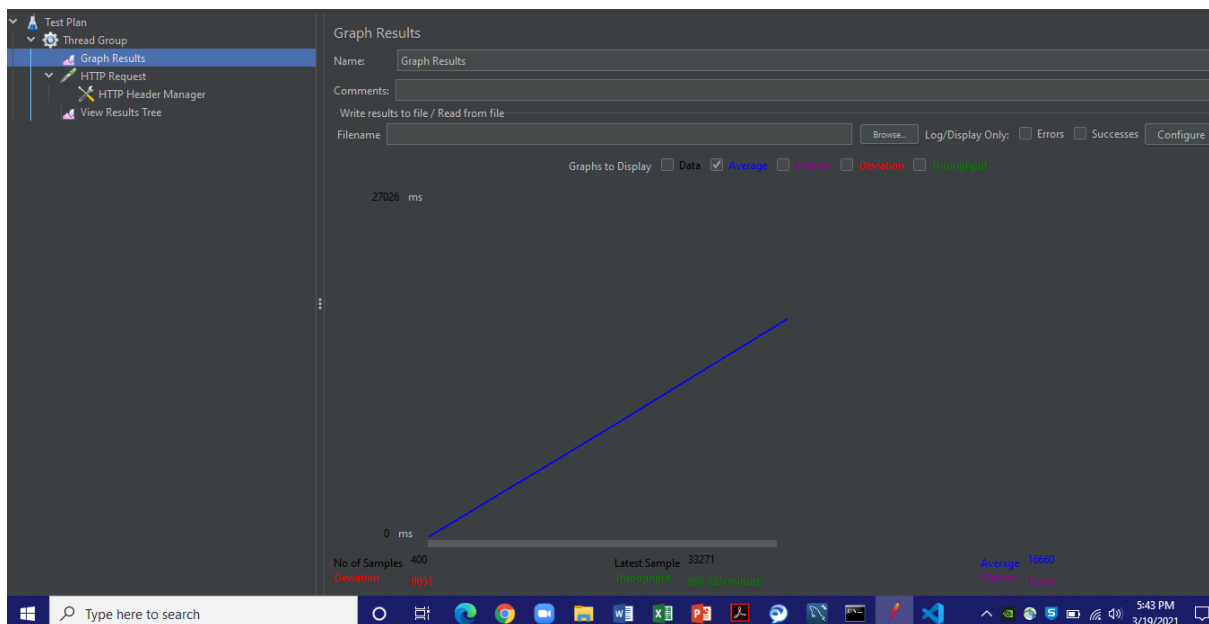 Test Plan
Thread Group
Graph Results
HTTP Request
HTTP Header Manager
View Results Tree
Graph Results
Name: Graph Results
Comments:
Write results to file / Read from file
Filename Browse... Log/Display Only: Errors Successes Configure
Graphs to Display Data Average Median Deviation Throughput
27026 ms
0 ms
No of Samples 400 Latest Sample 33271 Average 16660
Deviation 9651 Throughput Median
Type here to search
5:43 PM
3/19/2021